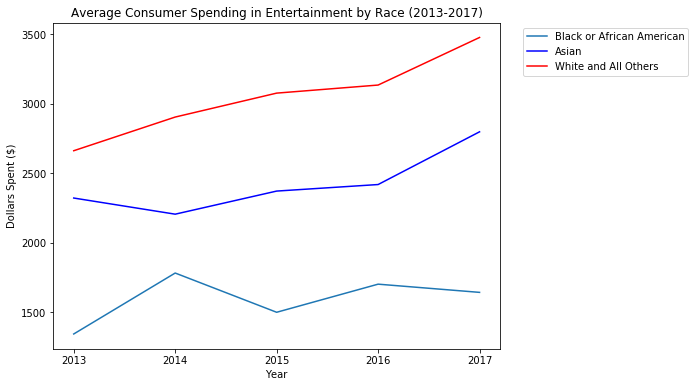 Average Consumer Spending in Entertainment by Race (2013-2017)
Black or African American
Asian
White and All Others
Dollars Spent ($)
3500
3000
2500
2000
1500
2013 2014 2015 2016 2017
Year